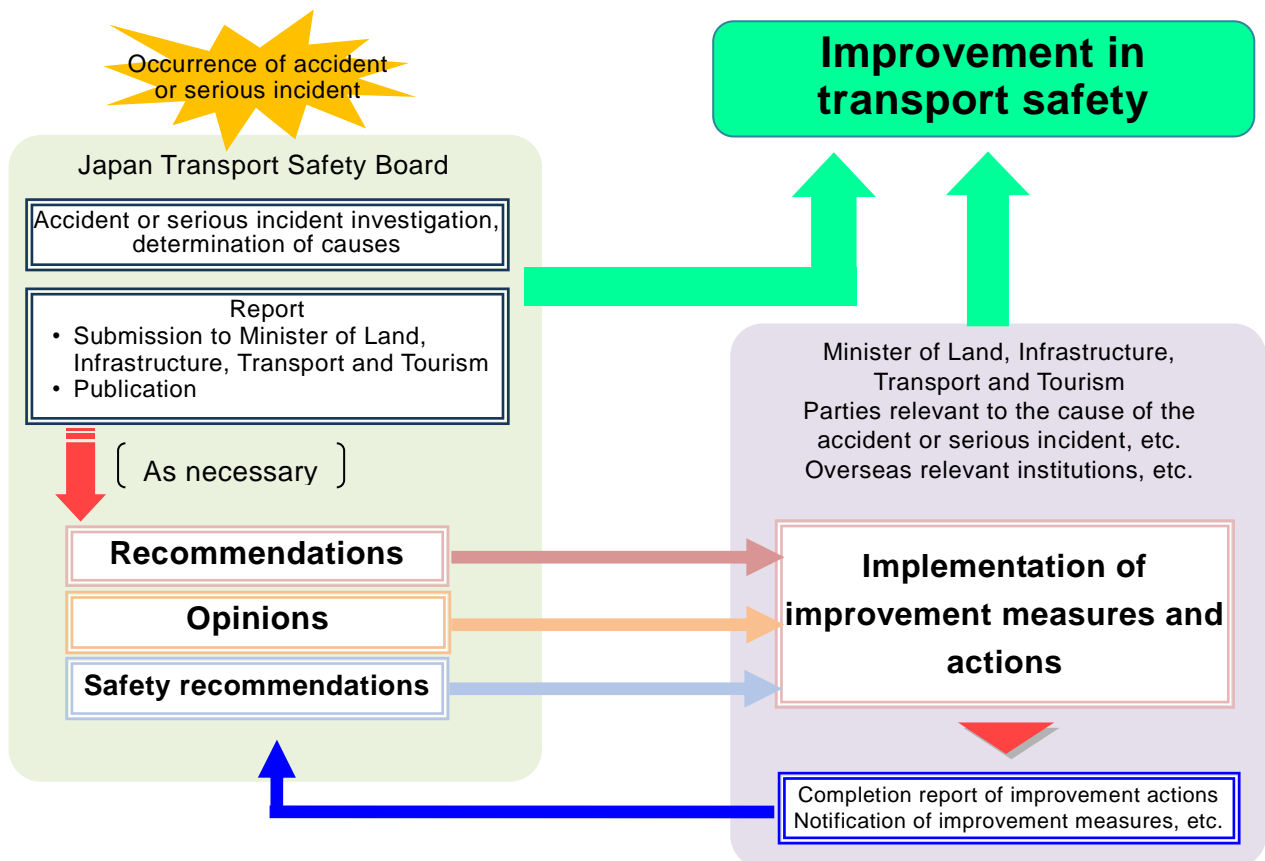 Occurrence of accident
or serious incident
Improvement in
transport safety
Japan Transport Safety Board
Accident or serious incident investigation,
determination of causes
Report
• Submission to Minister of Land,
Infrastructure, Transport and Tourism
• Publication
As necessary
Recommendations
Opinions
Safety recommendations
Minister of Land, Infrastructure,
Transport and Tourism
Parties relevant to the cause of the
accident or serious incident, etc.
Overseas relevant institutions, etc.
Implementation of
improvement measures and
actions
Completion report of improvement actions
Notification of improvement measures, etc.